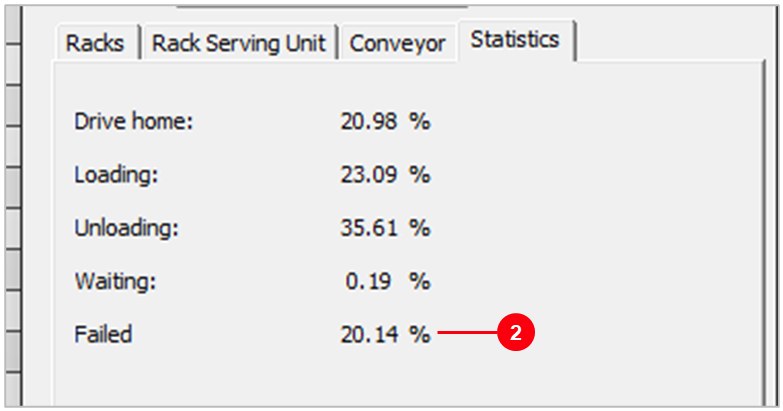 Racks Rack Serving Unit Conveyor Statistics
Drive home: 20.98 %
Loading: 23.09 %
Unloading: 35.61 %
Waiting: 0.19 %
Failed 20.14 % 2